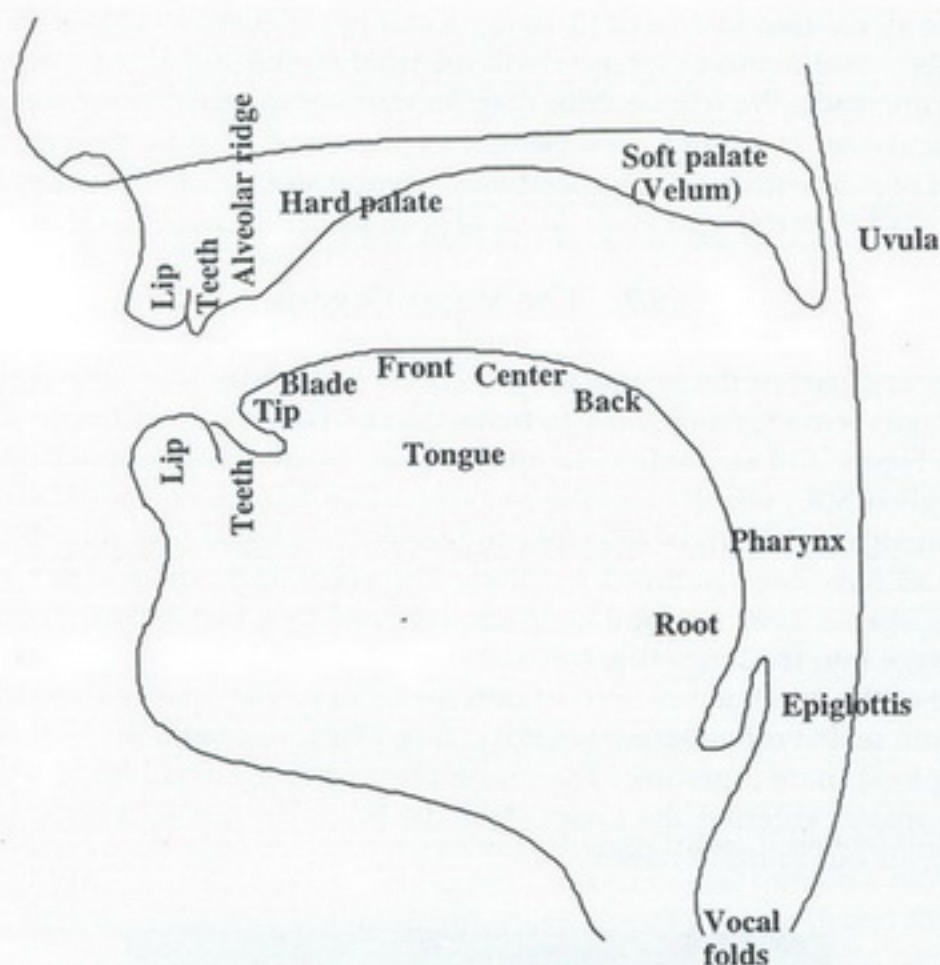 Alveolar ridge
Soft palate
(Velum)
Hard palate
Uvula
Lip
Teeth
Front
Center
Blade
Back
Tip
Tongue
Lip
Teeth
Pharynx
Root
Epiglottis
Vocal
folds